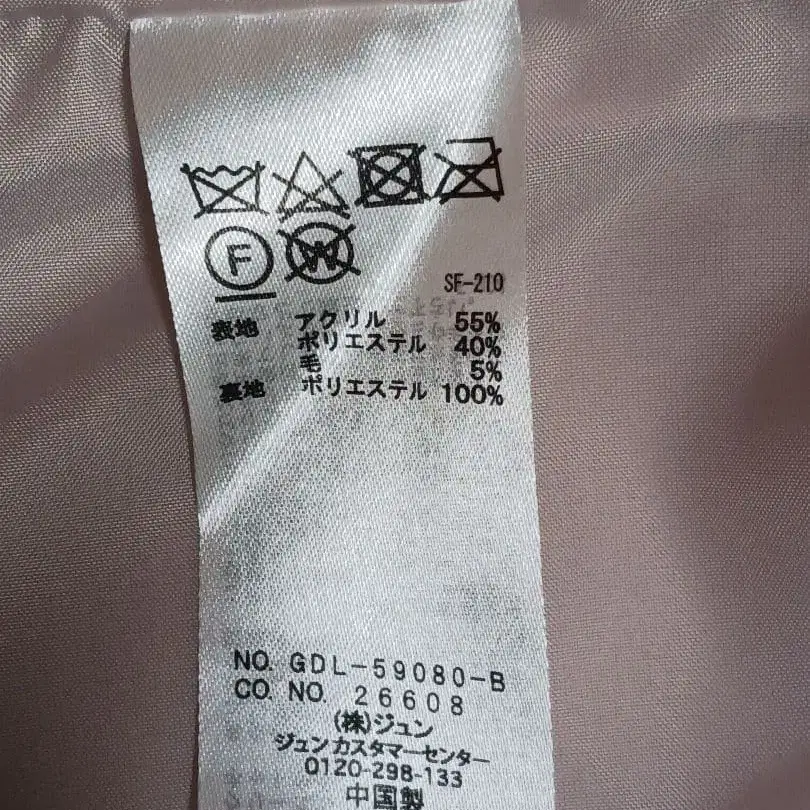 F W
SF-210
表地 アクリル 55%
ポリエステル 40%
毛 5%
裏地 ポリエステル 100%
NO. GDL-59080-B
CO. NO. 26608
(株)ジュン
ジュンカスタマーセンター
0120-298-133
中国製